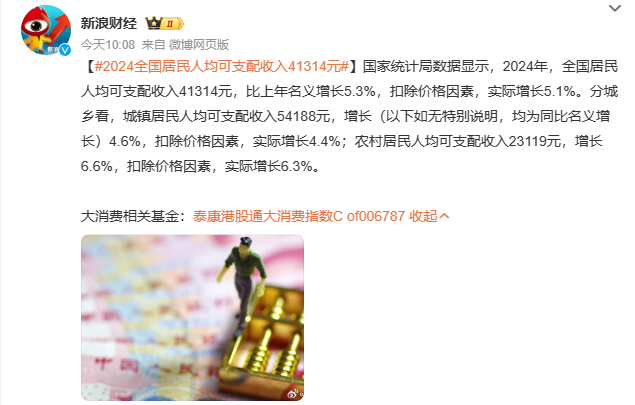 新浪财经 II
今天10:08 来自 微博网页版
【#2024全国居民人均可支配收入41314元#】国家统计局数据显示，2024年，全国居民
人均可支配收入41314元，比上年名义增长5.3%，扣除价格因素，实际增长5.1%。分城
乡看，城镇居民人均可支配收入54188元，增长（以下如无特别说明，均为同比名义增
长）4.6%，扣除价格因素，实际增长4.4%；农村居民人均可支配收入23119元，增长
6.6%，扣除价格因素，实际增长6.3%。
大消费相关基金：泰康港股通大消费指数C of006787 收起
中国人民银